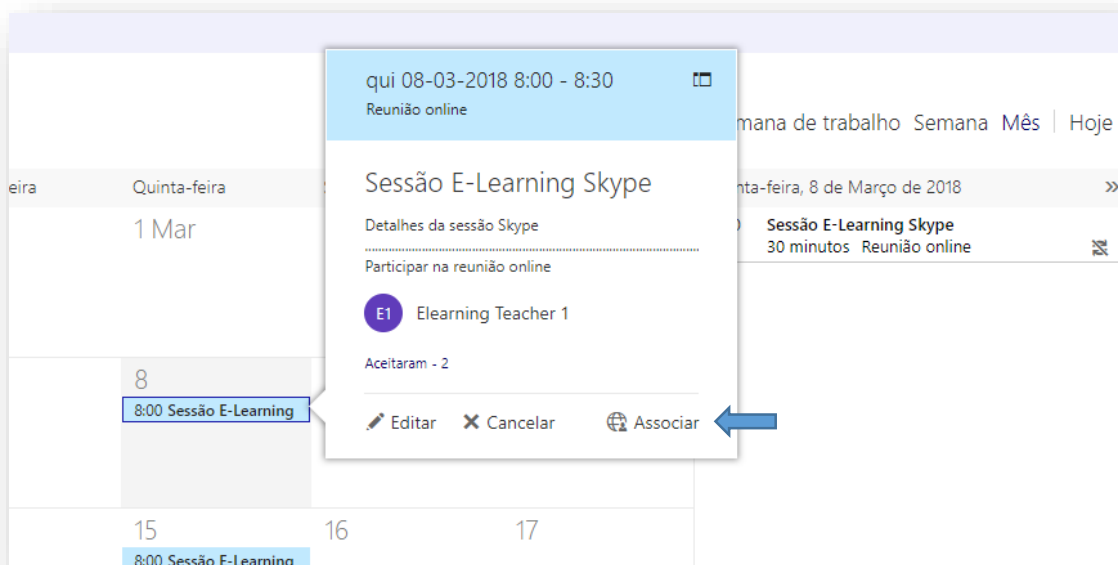 qui 08-03-2018 8:00 - 8:30
Reunião online
mana de trabalho Semana Mês Hoje
eira Quinta-feira
nta-feira, 8 de Março de 2018 »
Sessão E-Learning Skype
Detalhes da sessão Skype
Participar na reunião online
E1 Elearning Teacher 1
Aceitaram - 2
Editar Cancelar Associar
1 Mar
8
8:00 Sessão E-Learning
15 16 17
8:00 Sessão E-Learning
Sessão E-Learning Skype
30 minutos Reunião online